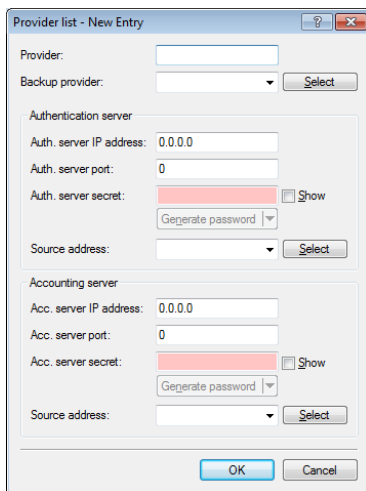 Provider list - New Entry
Provider:
Backup provider: Select
Authentication server
Auth. server IP address: 0.0.0.0
Auth. server port: 0
Auth. server secret: Show
Generate password
Source address: Select
Accounting server
Acc. server IP address: 0.0.0.0
Acc. server port: 0
Acc. server secret: Show
Generate password
Source address: Select
OK Cancel